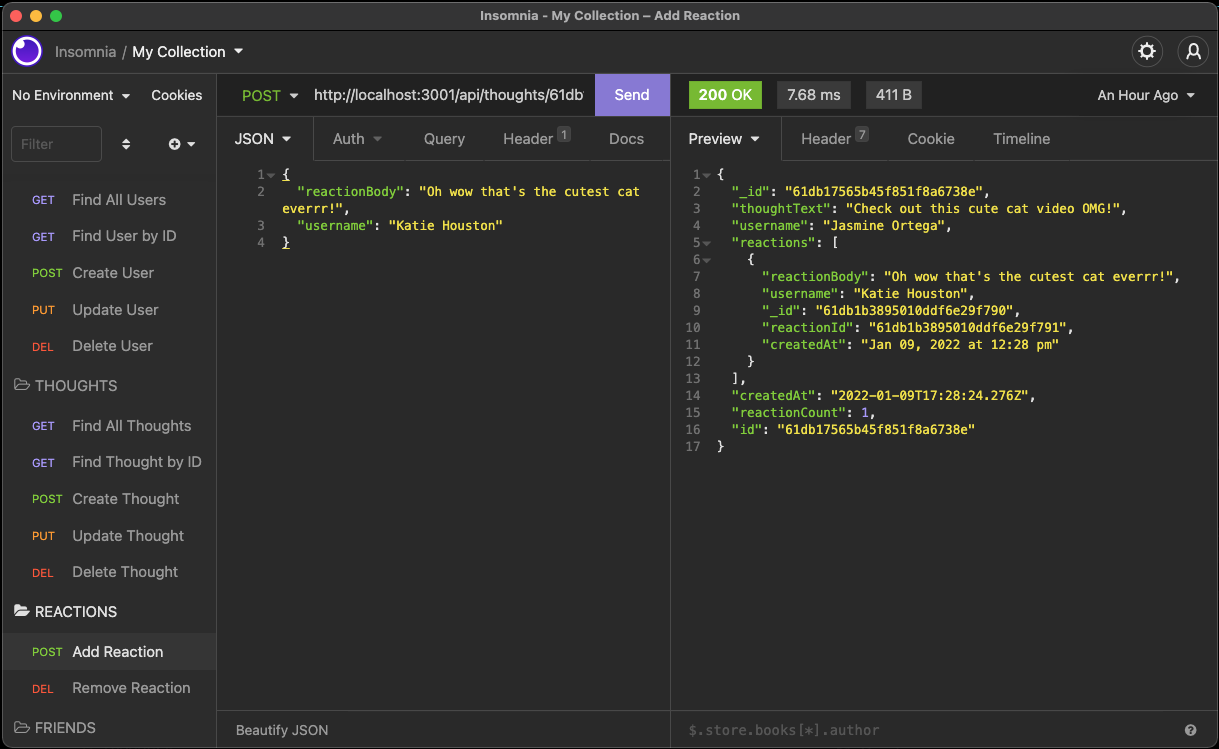 Insomnia - My Collection – Add Reaction
Insomnia / My Collection
No Environment Cookies
Filter
GET Find All Users
GET Find User by ID
POST Create User
PUT Update User
DEL Delete User
THOUGHTS
GET Find All Thoughts
GET Find Thought by ID
POST Create Thought
PUT Update Thought
DEL Delete Thought
REACTIONS
POST Add Reaction
DEL Remove Reaction
FRIENDS
POST http://localhost:3001/api/thoughts/61db Send
JSON Auth Query Header 1 Docs
1 {
2 "reactionBody": "Oh wow that's the cutest cat
everrr!",
3 "username": "Katie Houston"
4 }
Beautify JSON
200 OK 7.68 ms 411 B An Hour Ago
Preview Header 7 Cookie Timeline
1 {
2 "_id": "61db17565b45f851f8a6738e",
3 "thoughtText": "Check out this cute cat video OMG!",
4 "username": "Jasmine Ortega",
5 "reactions": [
6 {
7 "reactionBody": "Oh wow that's the cutest cat everrr!",
8 "username": "Katie Houston",
9 "_id": "61db1b3895010ddf6e29f790",
10 "reactionId": "61db1b3895010ddf6e29f791",
11 "createdAt": "Jan 09, 2022 at 12:28 pm"
12 }
13 ],
14 "createdAt": "2022-01-09T17:28:24.276Z",
15 "reactionCount": 1,
16 "id": "61db17565b45f851f8a6738e"
17 }
$.store.books[*].author
?